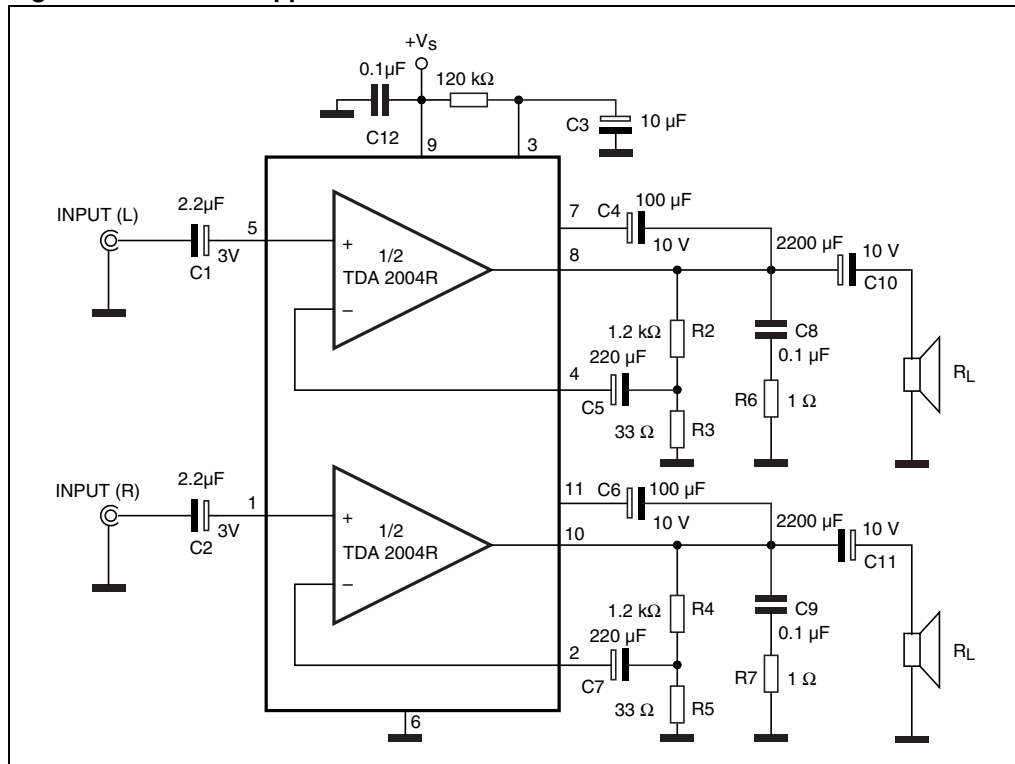 +VS
0.1µF
120 kΩ
C12
C3
10 µF
9
3
INPUT (L)
2.2µF
5
3V
C1
+
1/2
TDA 2004R
–
7
C4
100 µF
10 V
8
2200 µF
10 V
C10
1.2 kΩ
R2
C8
0.1 µF
220 µF
4
C5
R6
1 Ω
33 Ω
R3
RL
INPUT (R)
2.2µF
1
3V
C2
+
1/2
TDA 2004R
–
11
C6
100 µF
10 V
10
2200 µF
10 V
C11
1.2 kΩ
R4
C9
0.1 µF
220 µF
2
C7
R7
1 Ω
33 Ω
R5
RL
6